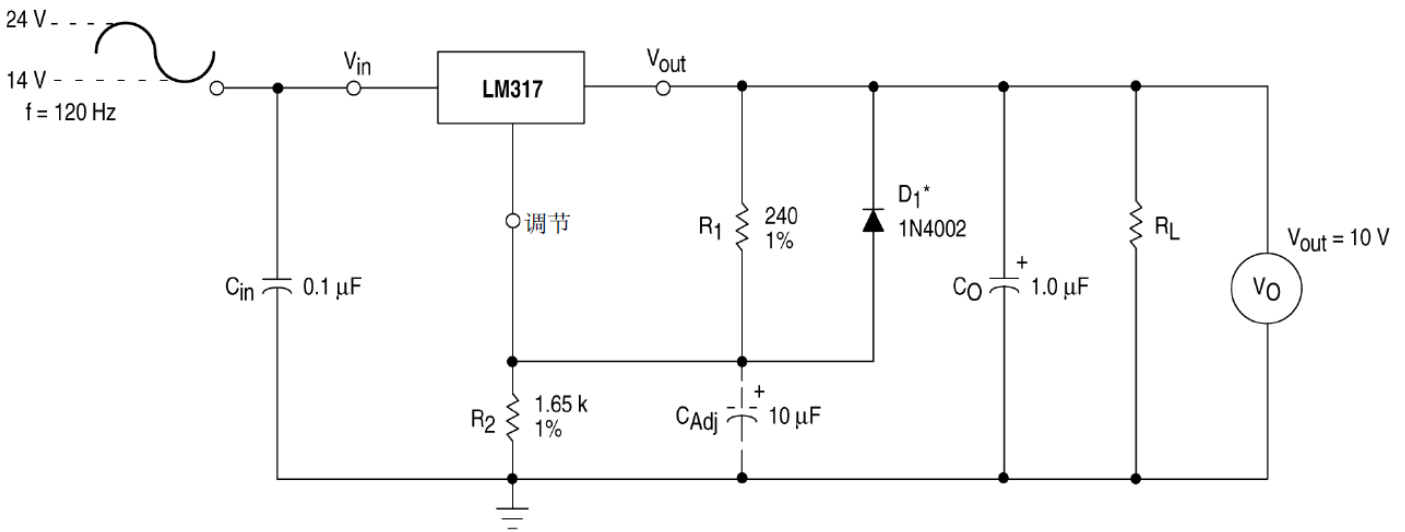 24 V
14 V
f = 120 Hz
Vin
LM317
Vout
调节
Cin
0.1 μF
R1
240
1%
D1*
1N4002
CO
+
1.0 μF
RL
Vout = 10 V
VO
R2
1.65 k
1%
CAdj
+
10 μF